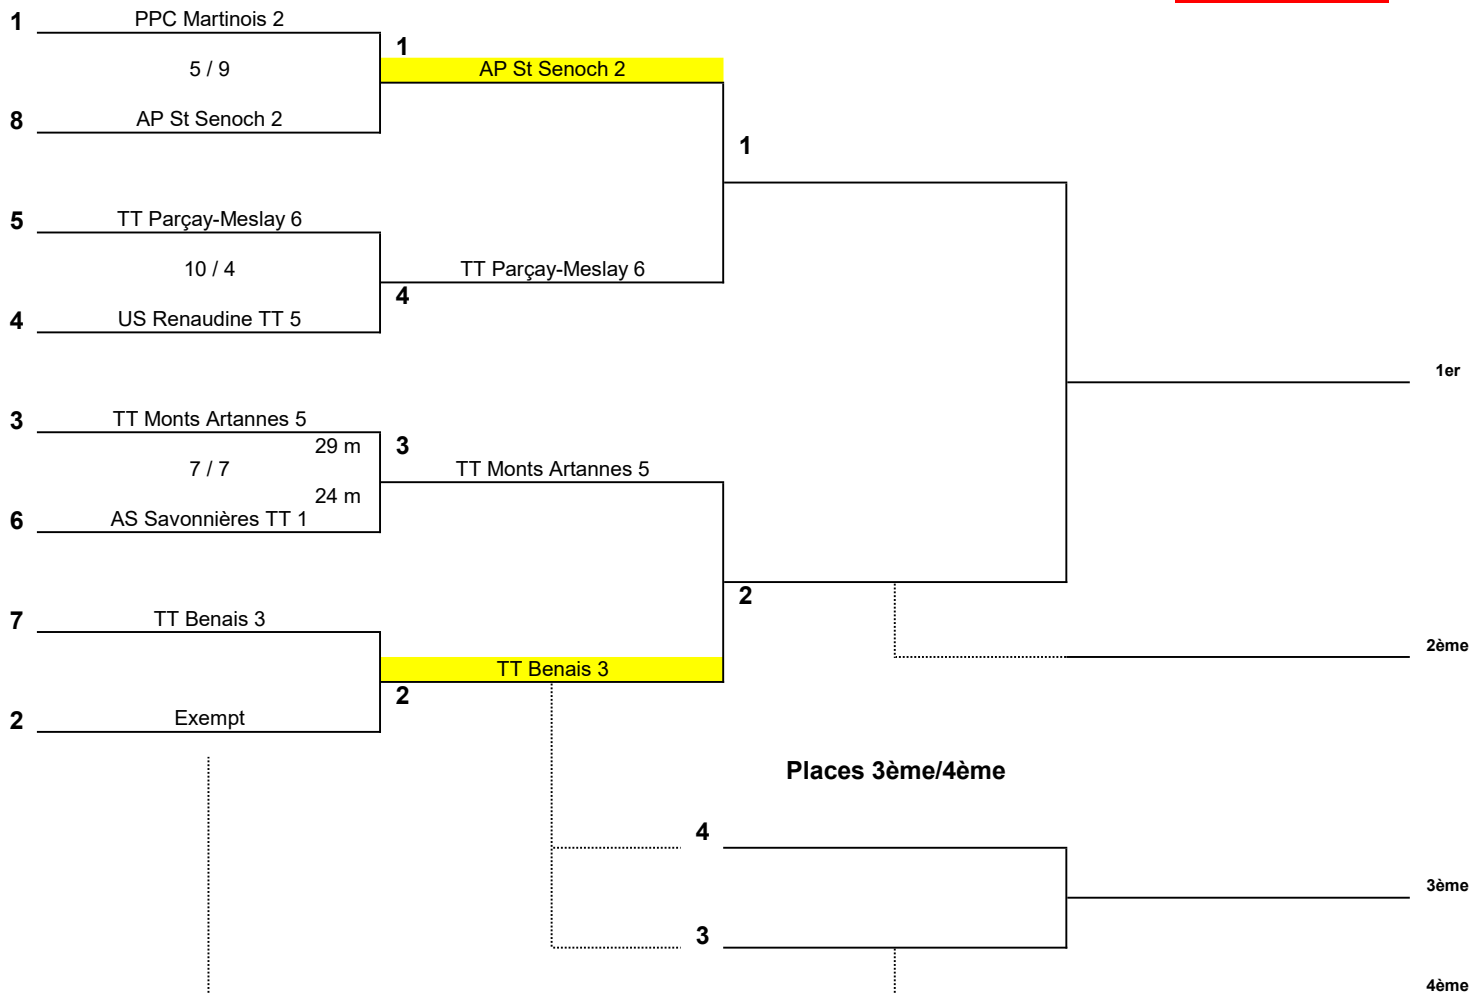 PPC Martinois 2
1
1
5 / 9
AP St Senoch 2
AP St Senoch 2
8
1
TT Parçay-Meslay 6
5
10 / 4
TT Parçay-Meslay 6
4
US Renaudine TT 5
4
1er
TT Monts Artannes 5
3
29 m
3
7 / 7
TT Monts Artannes 5
24 m
AS Savonnières TT 1
6
2
TT Benais 3
7
2ème
TT Benais 3
2
Exempt
2
Places 3ème/4ème
4
3ème
3
4ème